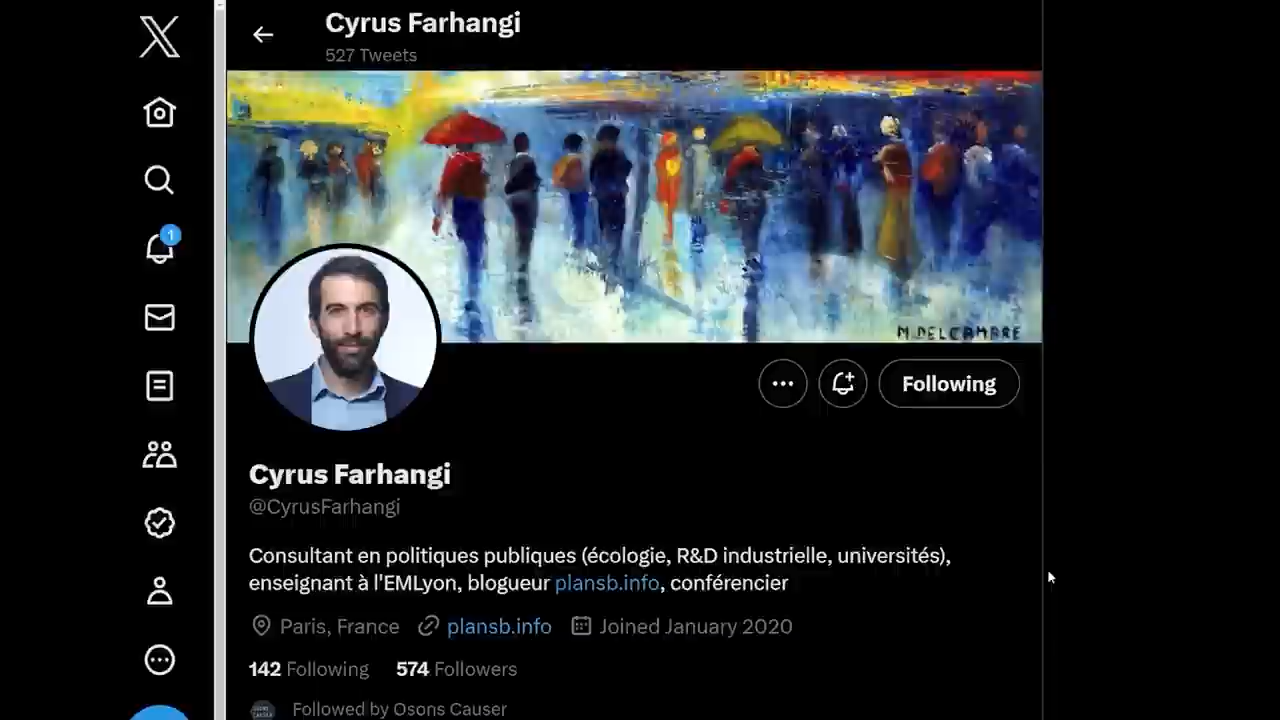 Cyrus Farhangi
527 Tweets
1
M. DELCAMBRE
Following
Cyrus Farhangi
@CyrusFarhangi
Consultant en politiques publiques (écologie, R&D industrielle, universités),
enseignant à l'EMLyon, blogueur plansb.info, conférencier
Paris, France plansb.info Joined January 2020
142 Following 574 Followers
Followed by Osons Causer